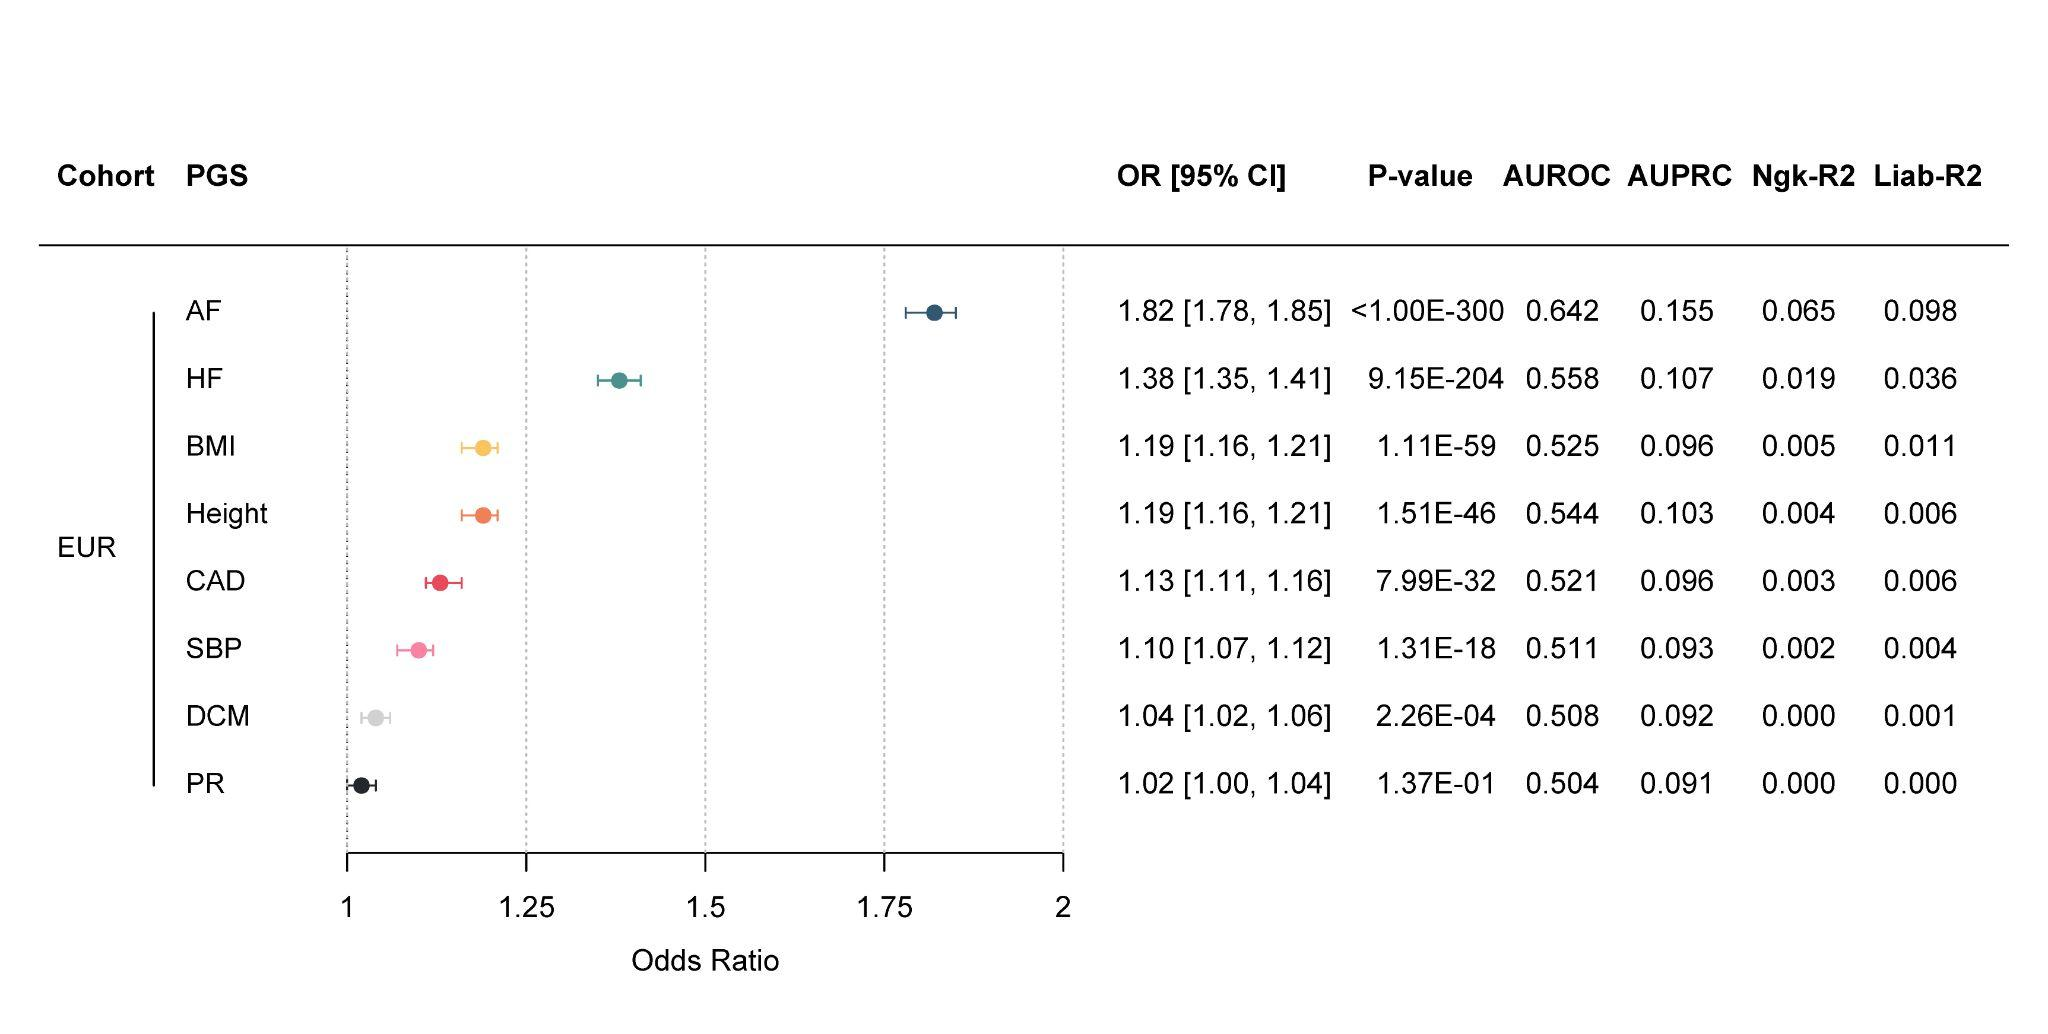 Cohort PGS OR [95% CI] P-value AUROC AUPRC Ngk-R2 Liab-R2
AF 1.82 [1.78, 1.85] <1.00E-300 0.642 0.155 0.065 0.098
HF 1.38 [1.35, 1.41] 9.15E-204 0.558 0.107 0.019 0.036
BMI 1.19 [1.16, 1.21] 1.11E-59 0.525 0.096 0.005 0.011
Height 1.19 [1.16, 1.21] 1.51E-46 0.544 0.103 0.004 0.006
EUR
CAD 1.13 [1.11, 1.16] 7.99E-32 0.521 0.096 0.003 0.006
SBP 1.10 [1.07, 1.12] 1.31E-18 0.511 0.093 0.002 0.004
DCM 1.04 [1.02, 1.06] 2.26E-04 0.508 0.092 0.000 0.001
PR 1.02 [1.00, 1.04] 1.37E-01 0.504 0.091 0.000 0.000
1 1.25 1.5 1.75 2
Odds Ratio